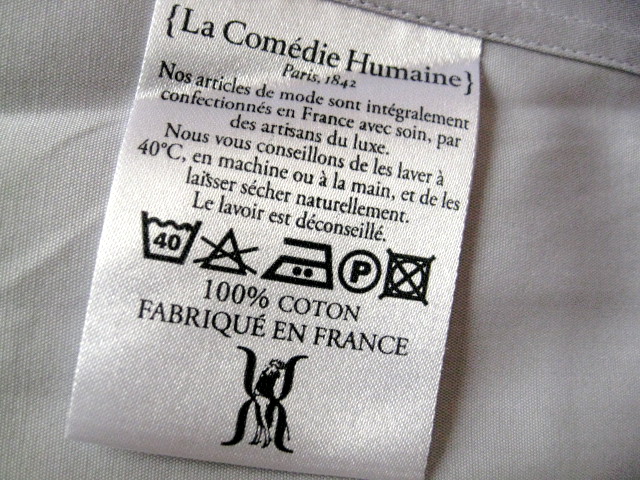 {La Comédie Humaine}
Paris, 1842
Nos articles de mode sont intégralement
confectionnés en France avec soin, par
des artisans du luxe.
Nous vous conseillons de les laver à
40°C, en machine ou à la main, et de les
laisser sécher naturellement.
Le lavoir est déconseillé.
40 P
100% COTON
FABRIQUÉ EN FRANCE